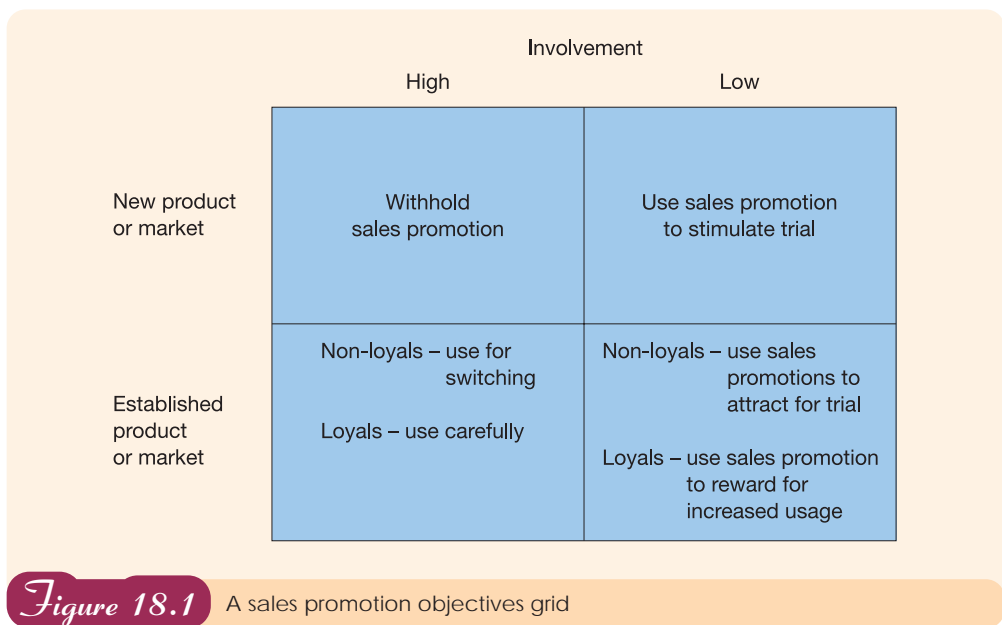 Involvement
High Low
New product
or market
Withhold
sales promotion
Use sales promotion
to stimulate trial
Established
product
or market
Non-loyals – use for
switching
Loyals – use carefully
Non-loyals – use sales
promotions to
attract for trial
Loyals – use sales promotion
to reward for
increased usage
Figure 18.1 A sales promotion objectives grid